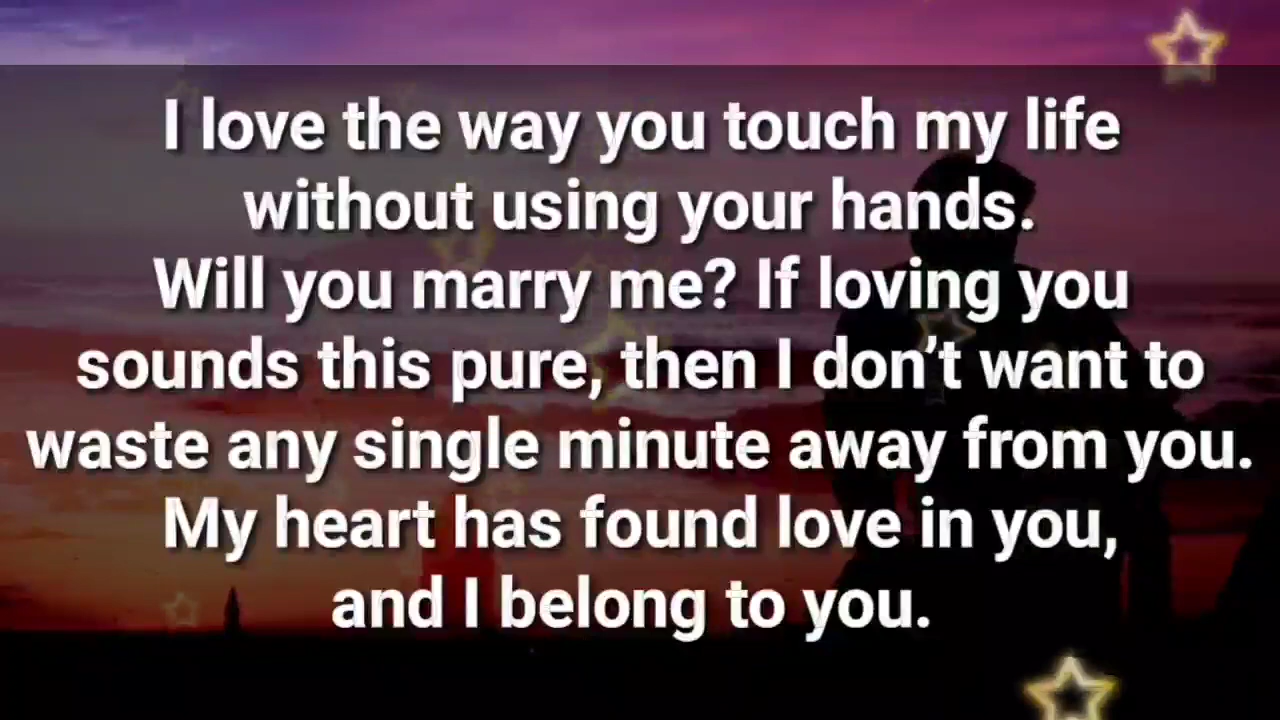 I love the way you touch my life
without using your hands.
Will you marry me? If loving you
sounds this pure, then I don’t want to
waste any single minute away from you.
My heart has found love in you,
and I belong to you.